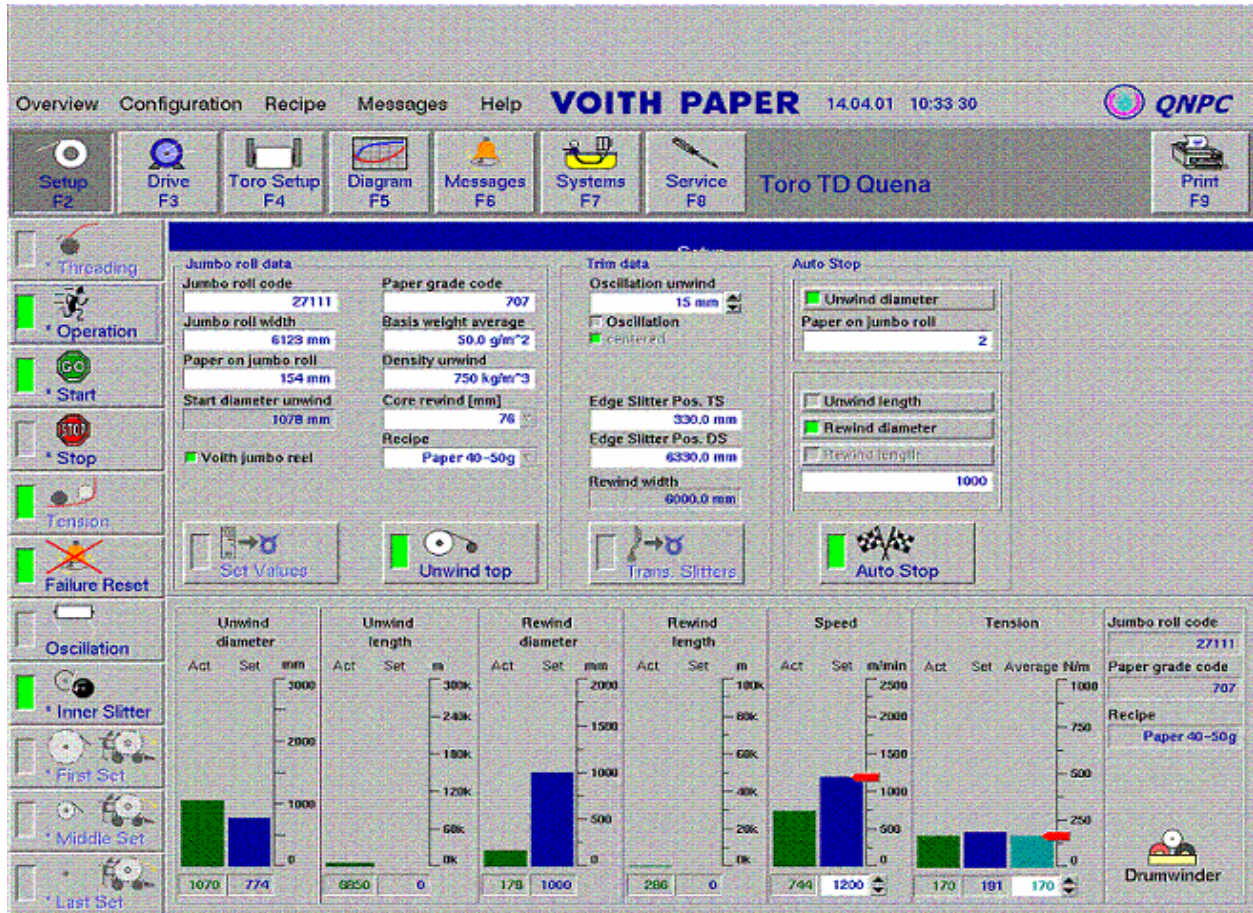 Overview Configuration Recipe Messages Help VOITH PAPER 14.04.01 10:33 30 QNPC
Setup Drive Toro Setup Diagram Messages Systems Service Toro TD Quena Print
F2 F3 F4 F5 F6 F7 F8 F9
Setup
* Threading
* Operation
* Start
* Stop
Tension
Failure Reset
Oscillation
* Inner Slitter
* First Set
* Middle Set
* Last Set
Jumbo roll data
Jumbo roll code Paper grade code
27111 707
Jumbo roll width Basis weight average
6123 mm 50.0 g/m^2
Paper on jumbo roll Density unwind
154 mm 750 kg/m^3
Start diameter unwind Core rewind [mm]
1078 mm 76
Recipe
Voith jumbo reel Paper 40-50g
Set Values Unwind top
Trim data
Oscillation unwind
15 mm
Oscillation
centered
Edge Slitter Pos. TS
330.0 mm
Edge Slitter Pos. DS
6330.0 mm
Rewind width
6000.0 mm
Trans. Slitters
Auto Stop
Unwind diameter
Paper on jumbo roll
2
Unwind length
Rewind diameter
Rewind length
1000
Auto Stop
Unwind diameter
Act Set mm
3000
2000
1000
0
1070 774
Unwind length
Act Set m
300k
240k
180k
120k
60k
0k
6850 0
Rewind diameter
Act Set mm
2000
1500
1000
500
0
178 1000
Rewind length
Act Set m
100k
80k
60k
40k
20k
0k
286 0
Speed
Act Set m/min
2500
2000
1500
1000
500
0
744 1200
Tension
Act Set Average N/m
1000
750
500
250
0
170 191 170
Jumbo roll code
27111
Paper grade code
707
Recipe
Paper 40-50g
Drumwinder